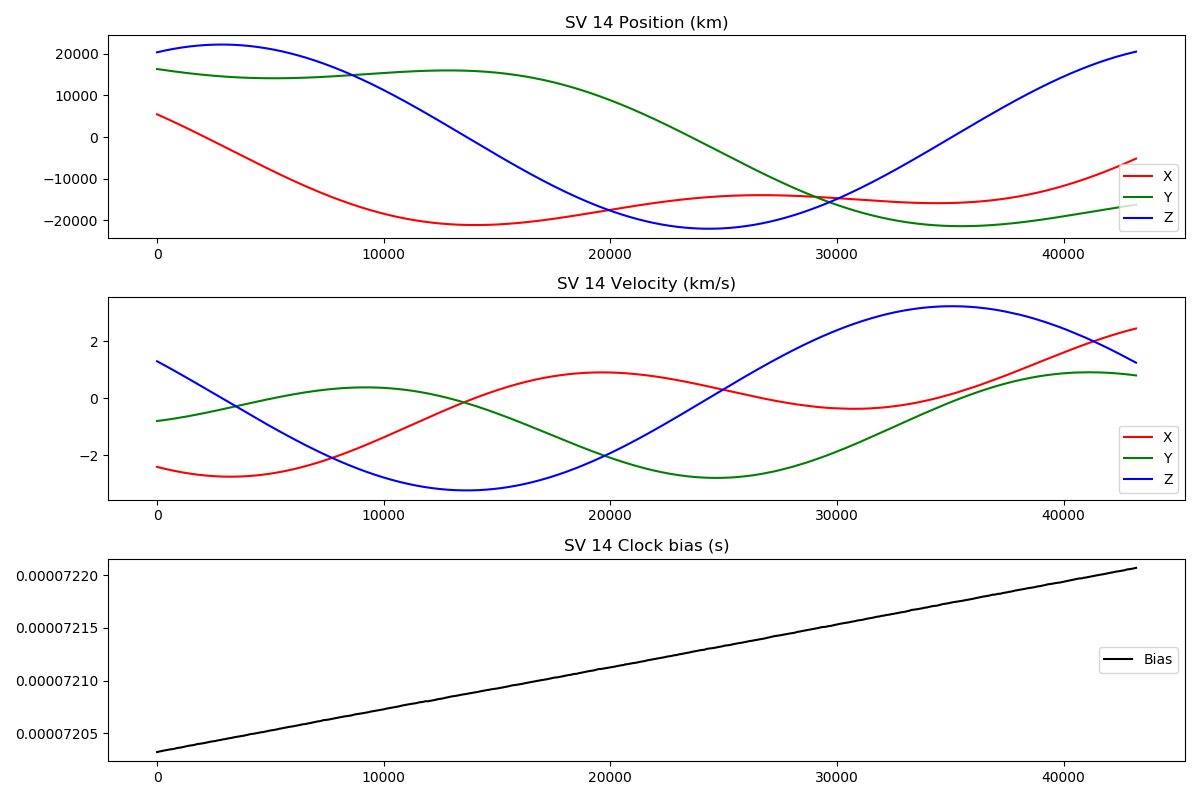 SV 14 Position (km)
20000
10000
0
−10000
−20000
X
Y
Z
0 10000 20000 30000 40000
SV 14 Velocity (km/s)
2
0
−2
X
Y
Z
0 10000 20000 30000 40000
SV 14 Clock bias (s)
0.00007220
0.00007215
0.00007210
0.00007205
Bias
0 10000 20000 30000 40000